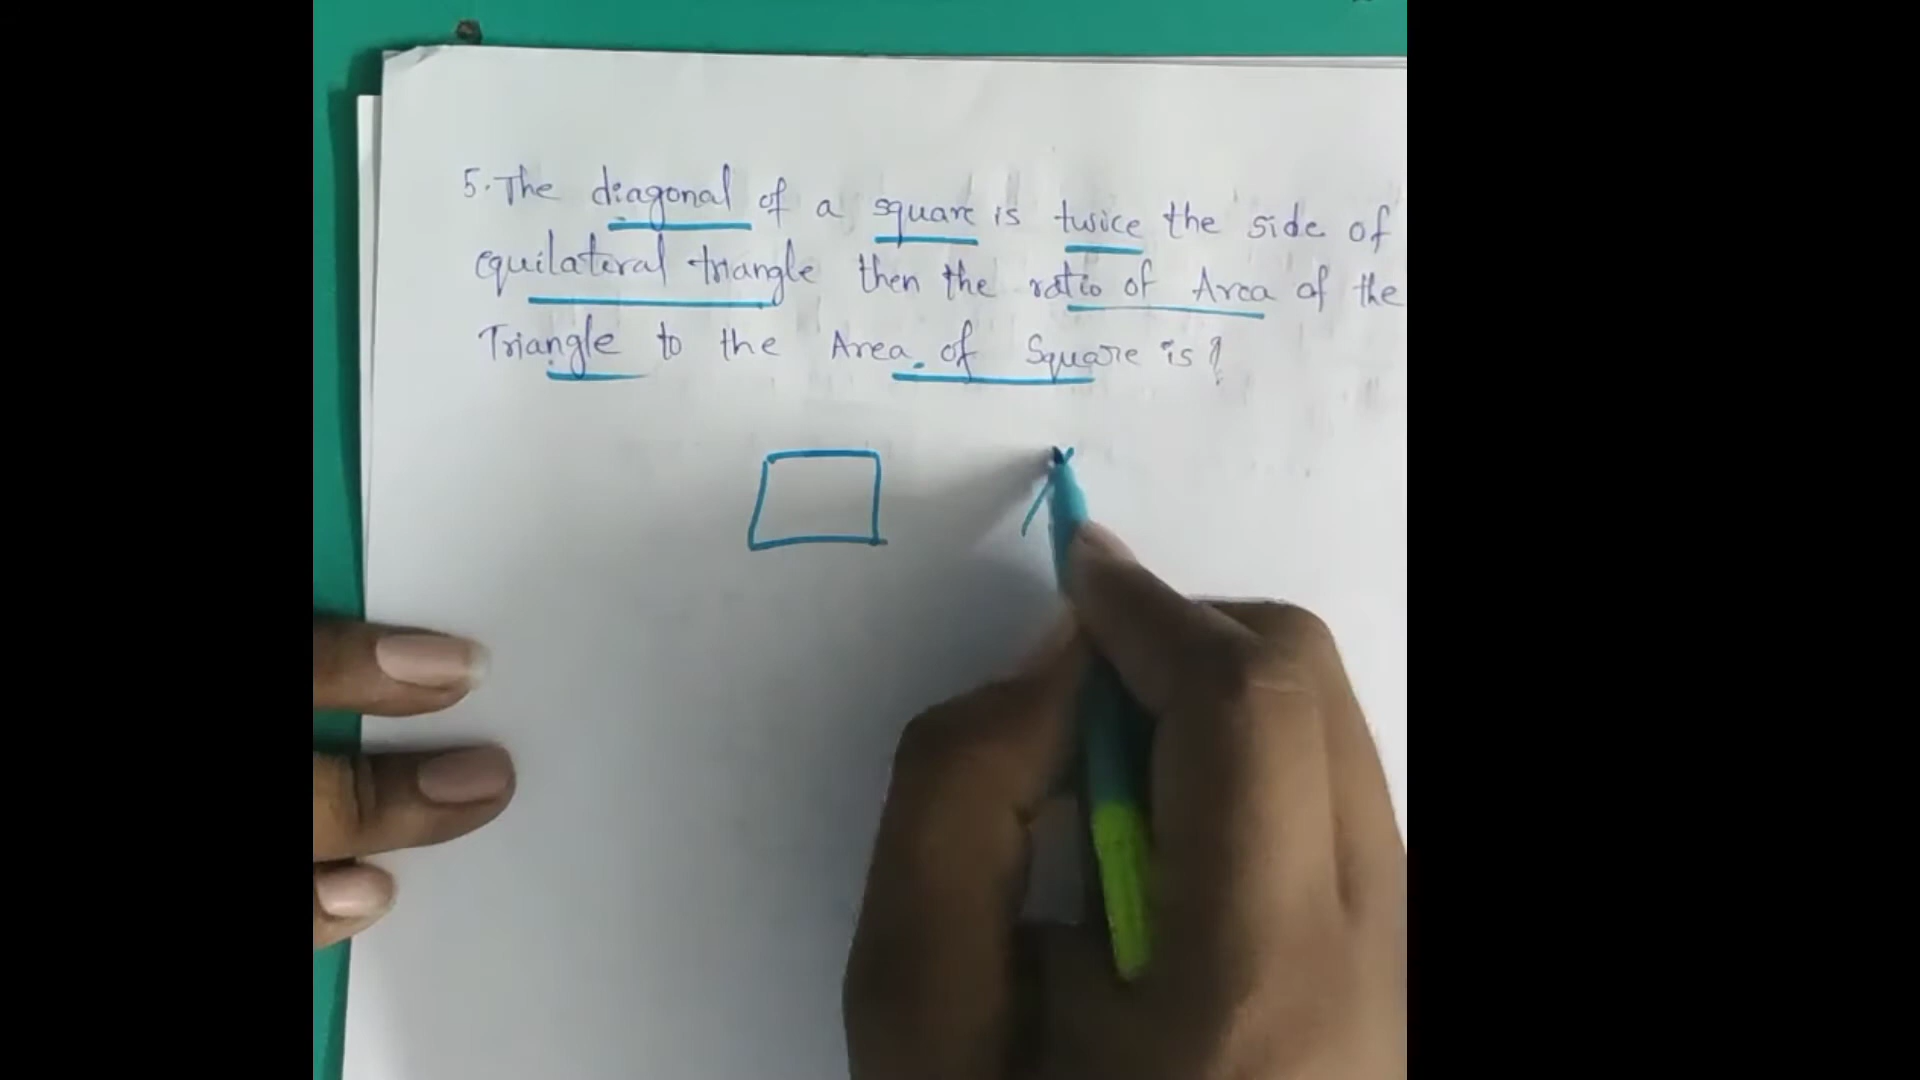 5. The diagonal of a square is twice the side of
equilateral triangle then the ratio of Area of the
Triangle to the Area of Square is?